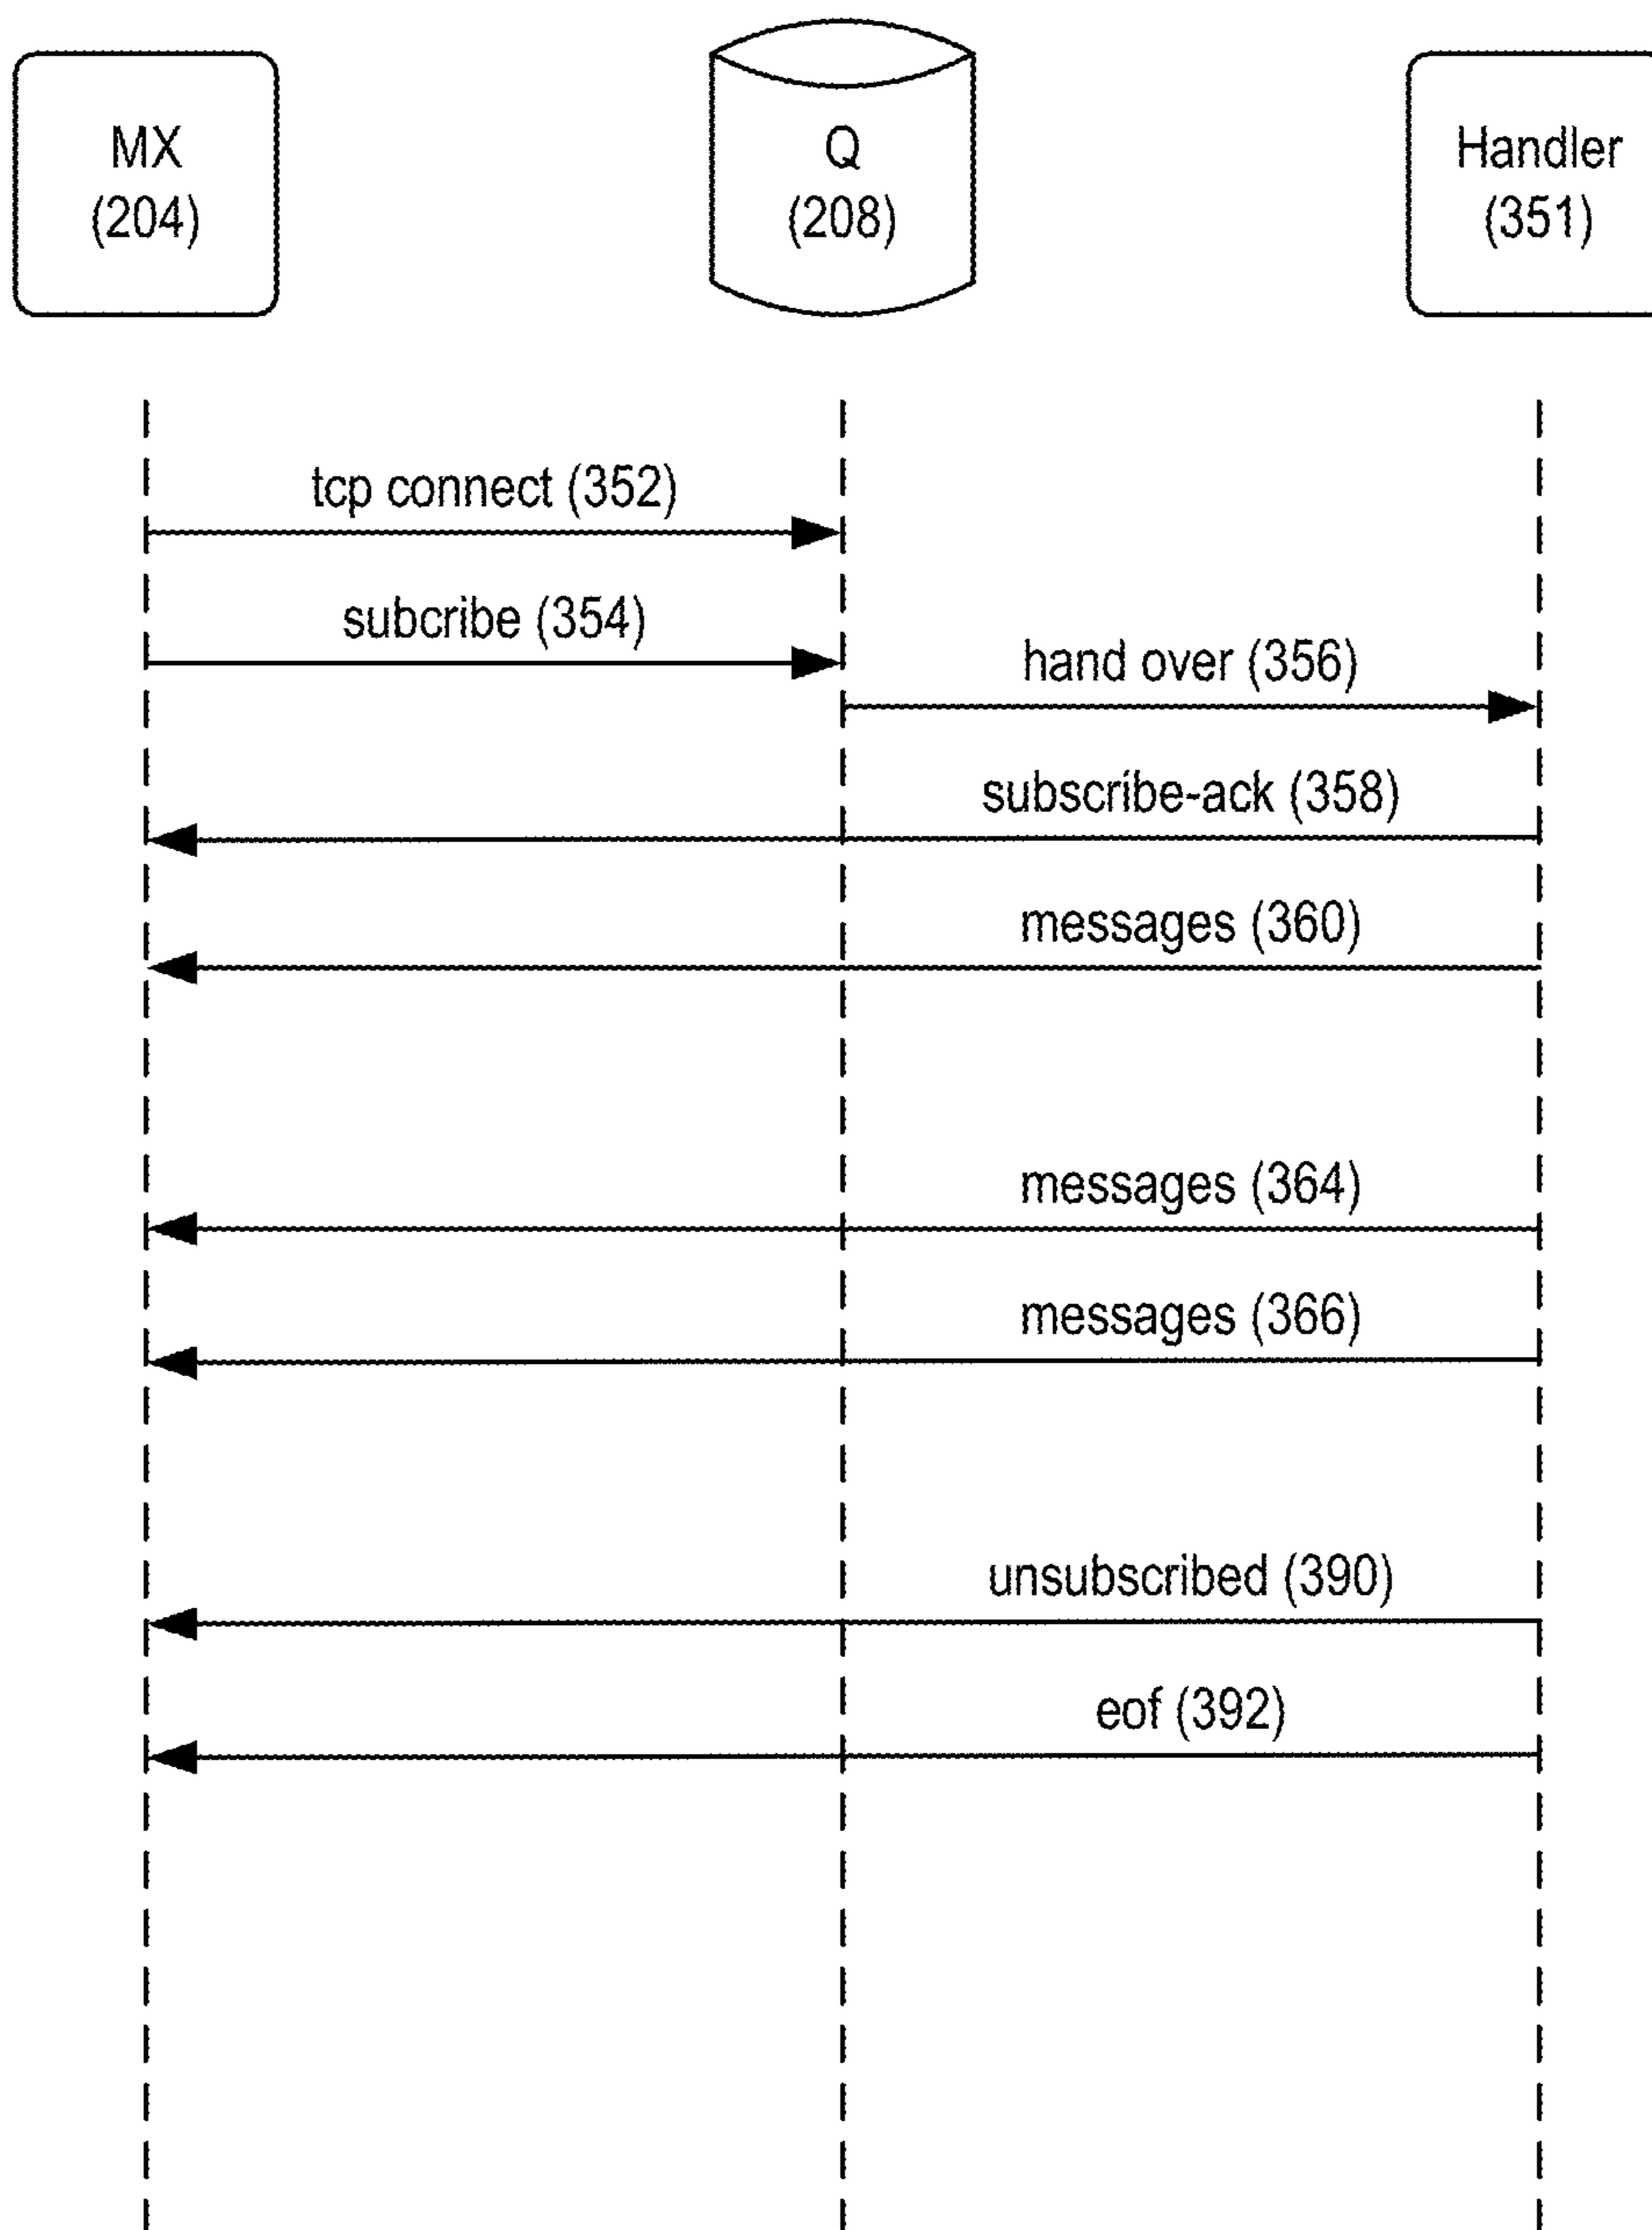 MX
(204)
Q
(208)
Handler
(351)
tcp connect (352)
subcribe (354)
hand over (356)
subscribe-ack (358)
messages (360)
messages (364)
messages (366)
unsubscribed (390)
eof (392)